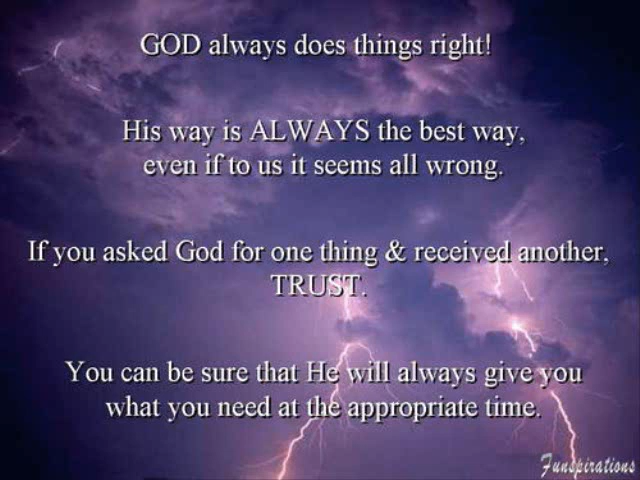 GOD always does things right!
His way is ALWAYS the best way,
even if to us it seems all wrong.
If you asked God for one thing & received another,
TRUST.
You can be sure that He will always give you
what you need at the appropriate time.
Funspirations